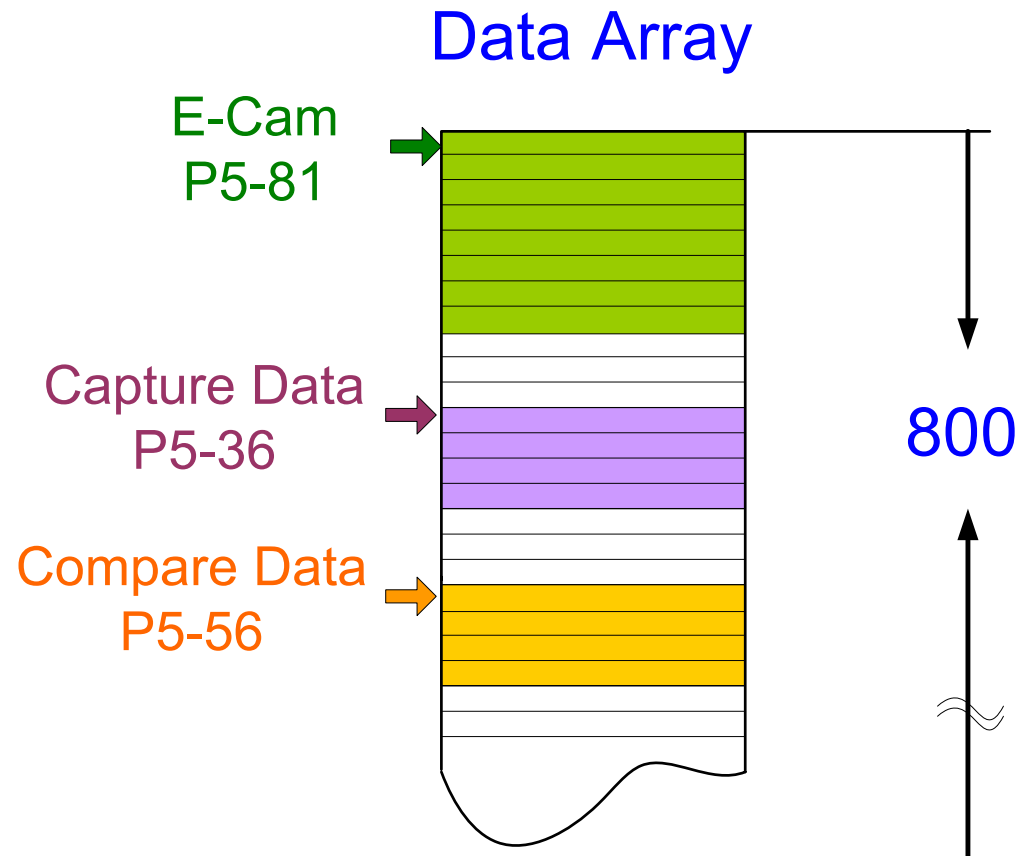 Data Array
E-Cam
P5-81
Capture Data
P5-36
800
Compare Data
P5-56